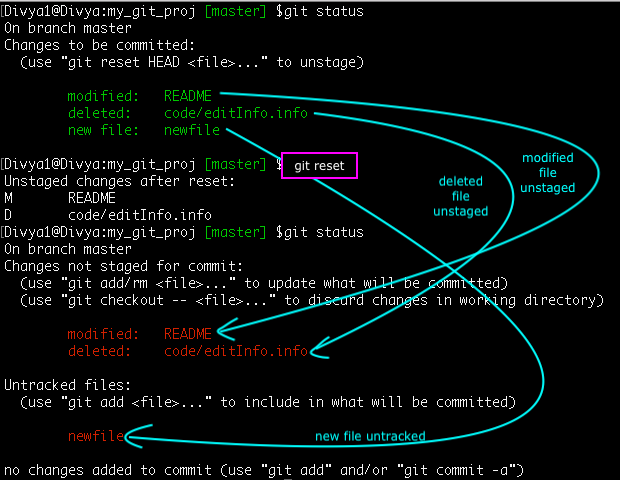 [Divya1@Divya:my_git_proj [master] $git status
On branch master
Changes to be committed:
(use "git reset HEAD <file>..." to unstage)
modified: README
deleted: code/editInfo.info
new file: newfile
[Divya1@Divya:my_git_proj [master] $ git reset
modified
file
unstaged
deleted
file
unstaged
Unstaged changes after reset:
M README
D code/editInfo.info
[Divya1@Divya:my_git_proj [master] $git status
On branch master
Changes not staged for commit:
(use "git add/rm <file>..." to update what will be committed)
(use "git checkout -- <file>..." to discard changes in working directory)
modified: README
deleted: code/editInfo.info
Untracked files:
(use "git add <file>..." to include in what will be committed)
newfile
new file untracked
no changes added to commit (use "git add" and/or "git commit -a")